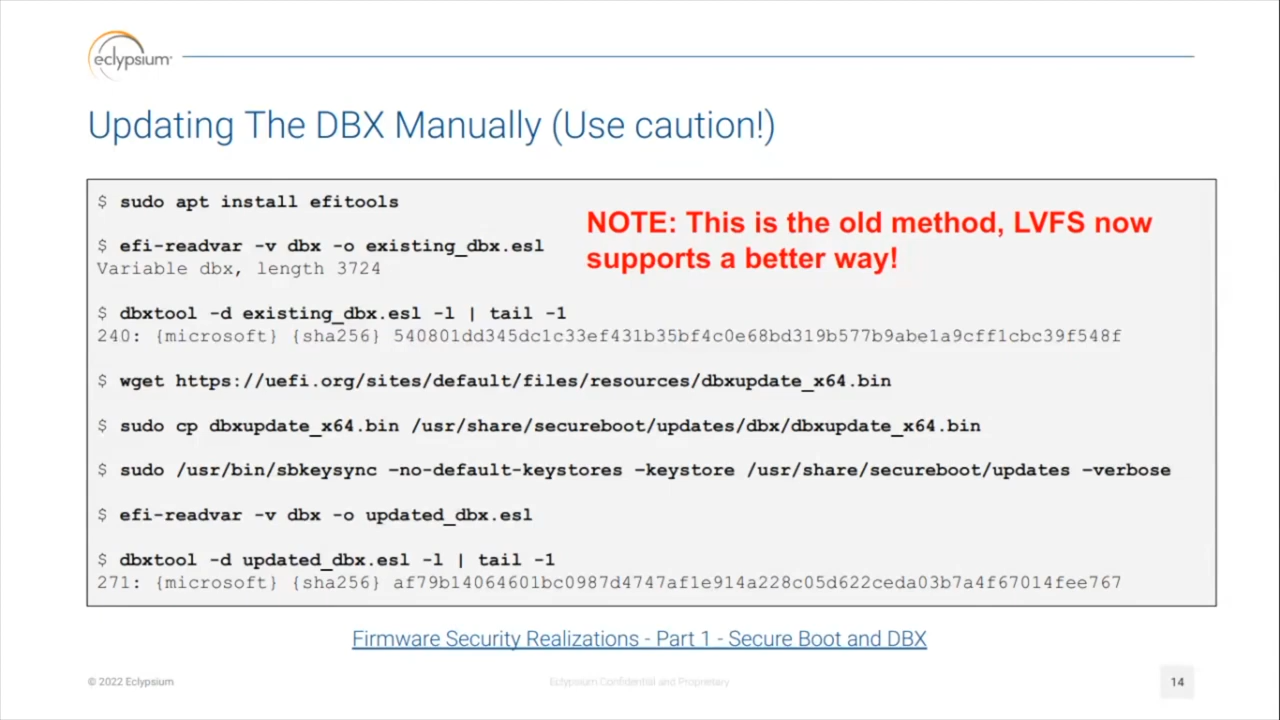 eclypsium
Updating The DBX Manually (Use caution!)
$ sudo apt install efitools
NOTE: This is the old method, LVFS now
supports a better way!
$ efi-readvar -v dbx -o existing_dbx.esl
Variable dbx, length 3724
$ dbxtool -d existing_dbx.esl -l | tail -1
240: {microsoft} {sha256} 540801dd345dc1c33ef431b35bf4c0e68bd319b577b9abe1a9cff1cbc39f548f
$ wget https://uefi.org/sites/default/files/resources/dbxupdate_x64.bin
$ sudo cp dbxupdate_x64.bin /usr/share/secureboot/updates/dbx/dbxupdate_x64.bin
$ sudo /usr/bin/sbkeysync –no-default-keystores –keystore /usr/share/secureboot/updates –verbose
$ efi-readvar -v dbx -o updated_dbx.esl
$ dbxtool -d updated_dbx.esl -l | tail -1
271: {microsoft} {sha256} af79b14064601bc0987d4747af1e914a228c05d622ceda03b7a4f67014fee767
Firmware Security Realizations - Part 1 - Secure Boot and DBX
© 2022 Eclypsium
Eclypsium Confidential and Proprietary
14